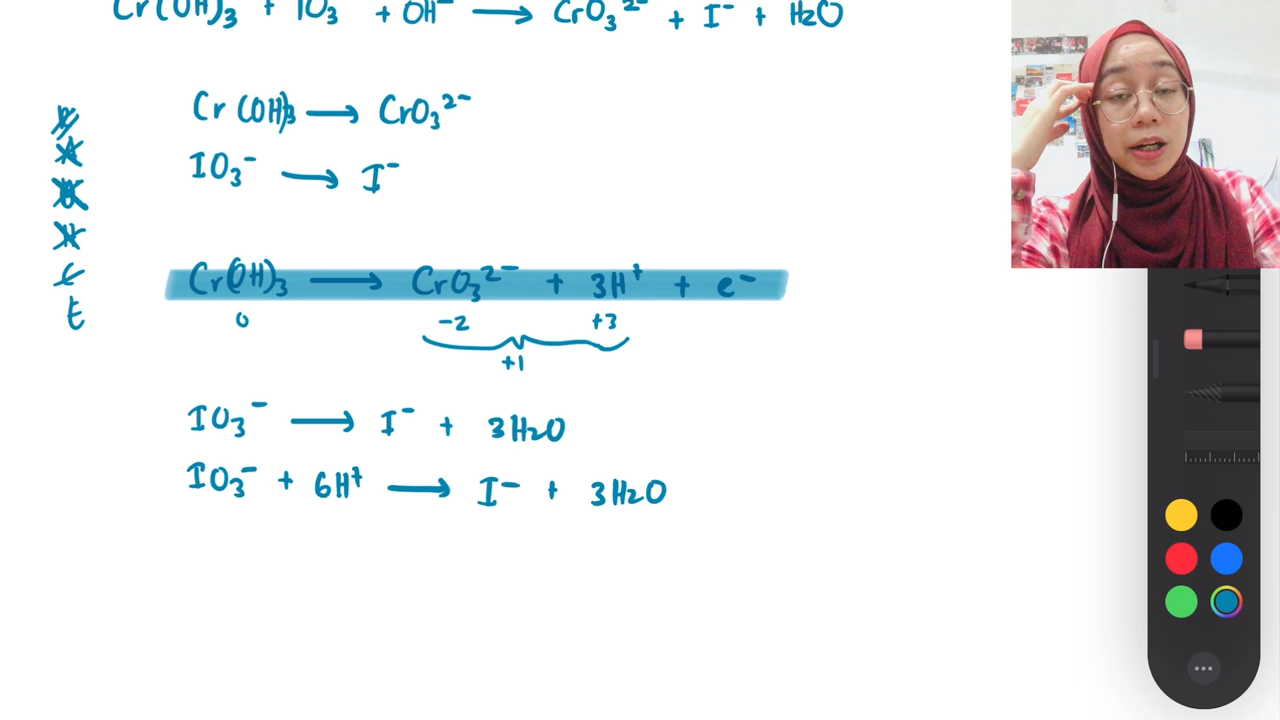 Cr(OH)3 + IO3 + OH⁻ ⟶ CrO3²⁻ + I⁻ + H2O
Cr(OH)3 ⟶ CrO3²⁻
IO3⁻ ⟶ I⁻
A
H
C
E
Cr(OH)3 ⟶ CrO3²⁻ + 3H⁺ + e⁻
0 -2 +3
+1
IO3⁻ ⟶ I⁻ + 3H2O
IO3⁻ + 6H⁺ ⟶ I⁻ + 3H2O